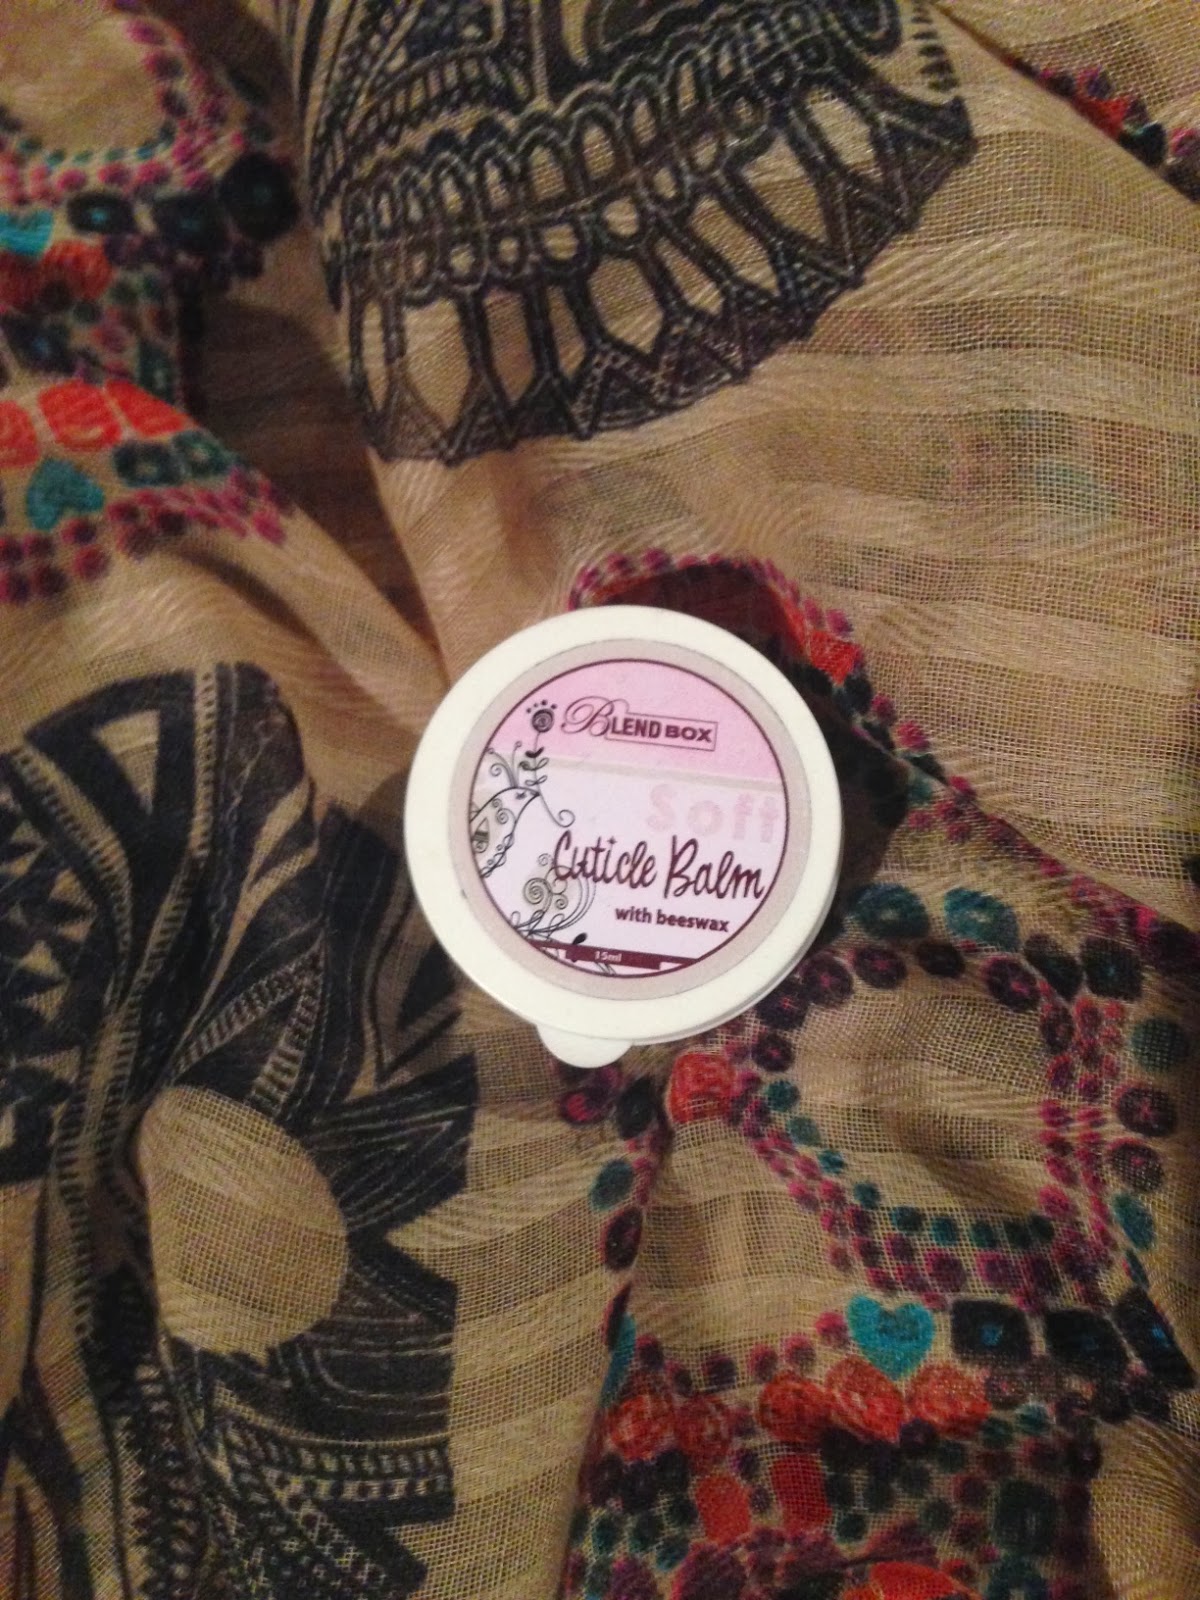 BLEND BOX
Soft
Cuticle Balm
with beeswax
15ml